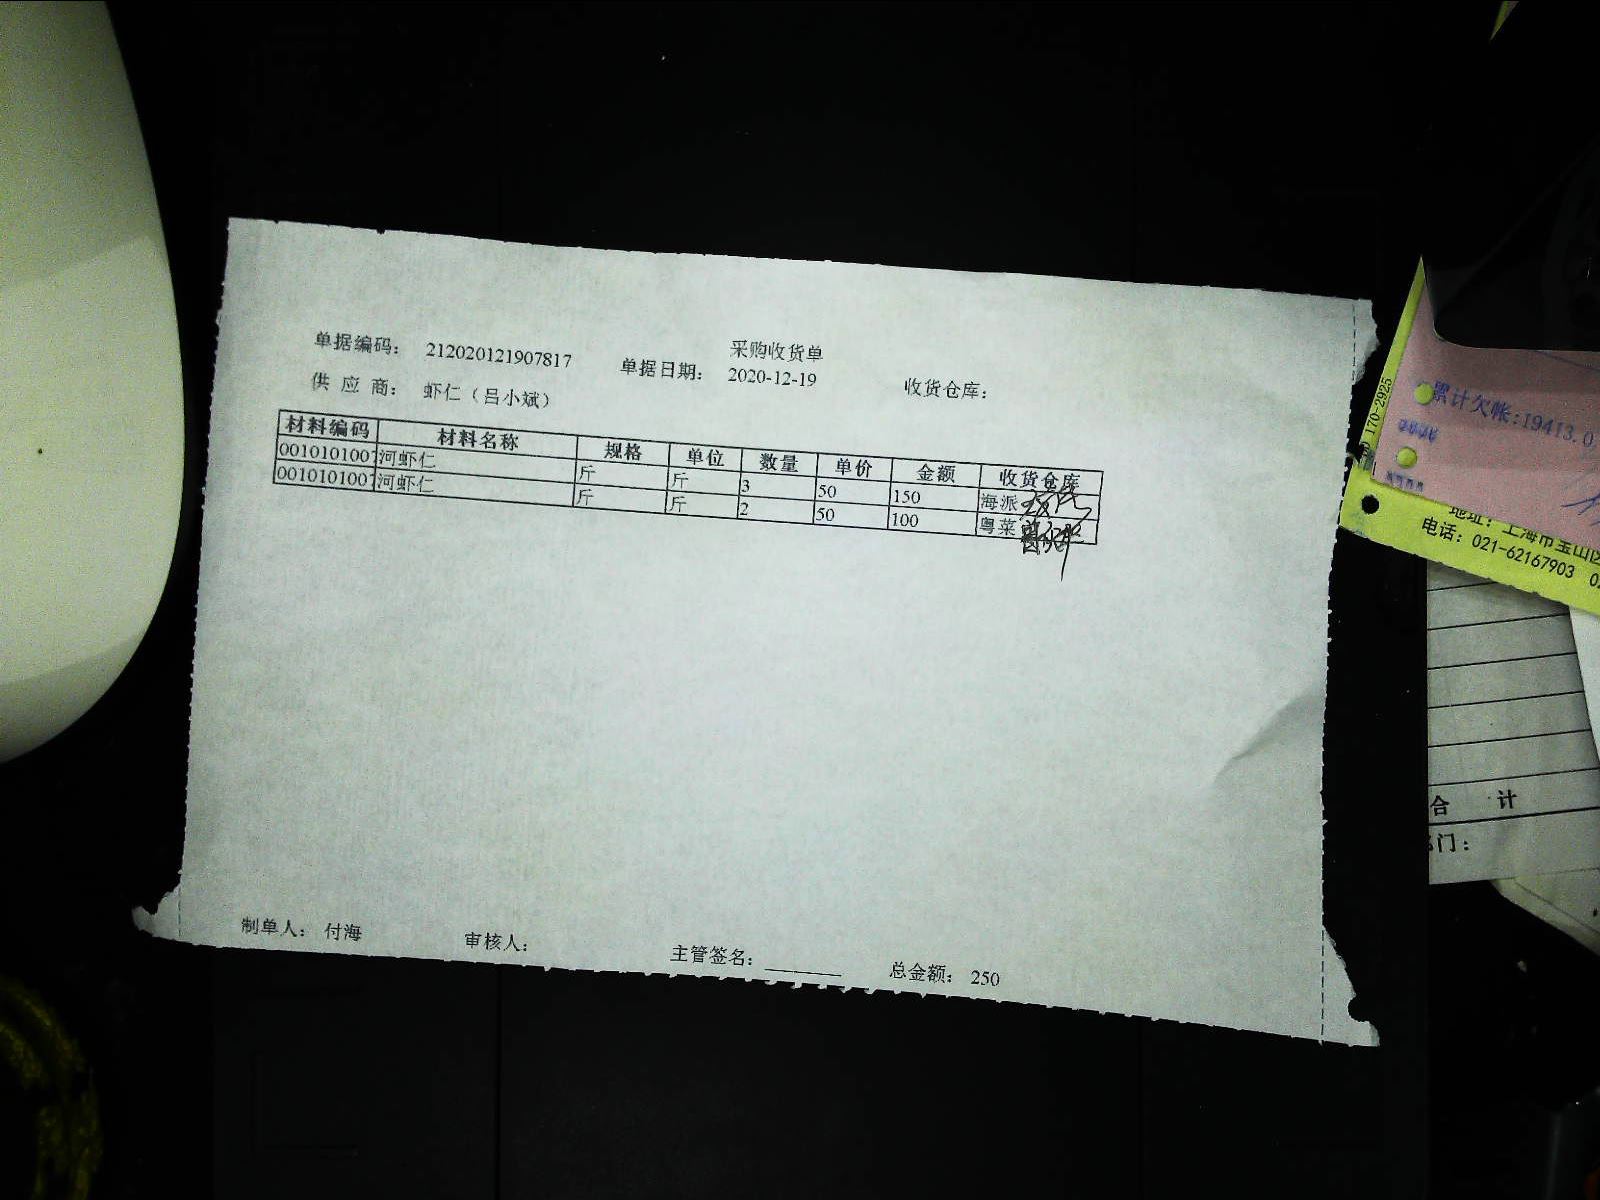 采购收货单
单据编码： 212020121907817 单据日期： 2020-12-19 收货仓库：
供 应 商： 虾仁（吕小斌）
材料编码 材料名称 规格 单位 数量 单价 金额 收货仓库
0010101007 河虾仁 斤 斤 3 50 150 海派
0010101007 河虾仁 斤 斤 2 50 100 粤菜
制单人： 付海 审核人： 主管签名： 总金额： 250
170-2925
累计欠帐:19413.0
地址：上海市宝山区
电话：021-62167903
合 计
部门：